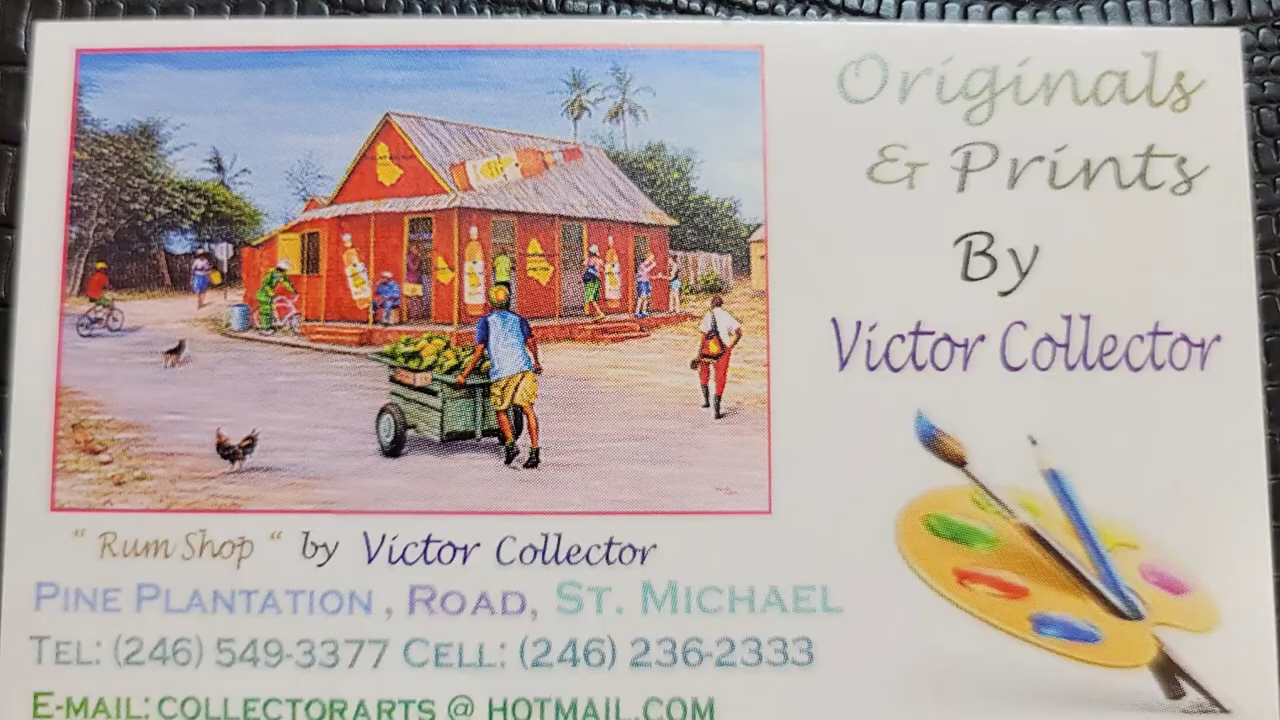 Originals
& Prints
By
Victor Collector
" Rum Shop " by Victor Collector
PINE PLANTATION , ROAD, ST. MICHAEL
TEL: (246) 549-3377 CELL: (246) 236-2333
E-MAIL: COLLECTORARTS @ HOTMAIL.COM